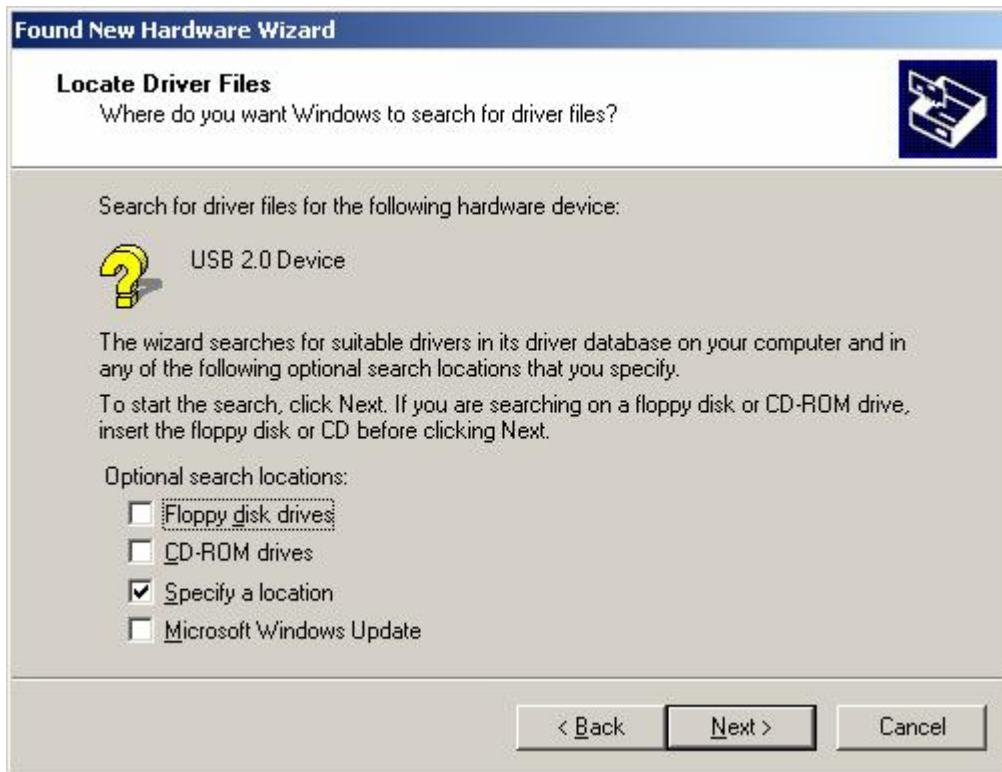 Found New Hardware Wizard
Locate Driver Files
Where do you want Windows to search for driver files?
Search for driver files for the following hardware device:
USB 2.0 Device
The wizard searches for suitable drivers in its driver database on your computer and in
any of the following optional search locations that you specify.
To start the search, click Next. If you are searching on a floppy disk or CD-ROM drive,
insert the floppy disk or CD before clicking Next.
Optional search locations:
Floppy disk drives
CD-ROM drives
Specify a location
Microsoft Windows Update
< Back Next > Cancel